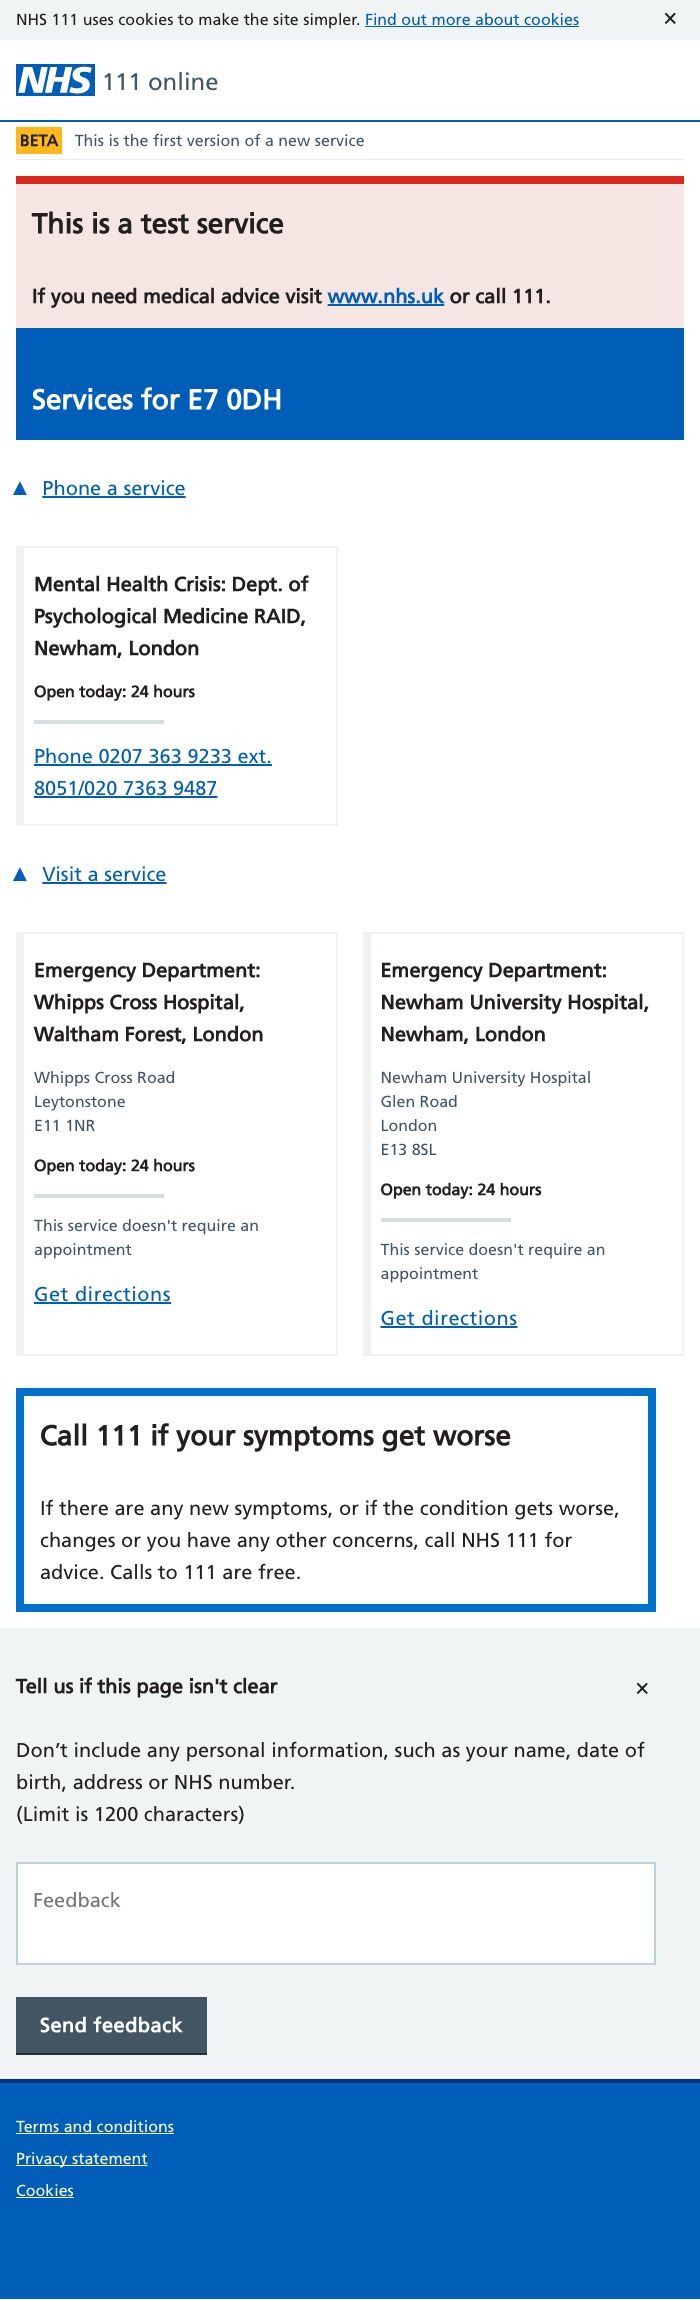 NHS 111 uses cookies to make the site simpler. Find out more about cookies ✕
NHS 111 online
BETA This is the first version of a new service
This is a test service
If you need medical advice visit www.nhs.uk or call 111.
Services for E7 0DH
▲ Phone a service
Mental Health Crisis: Dept. of
Psychological Medicine RAID,
Newham, London
Open today: 24 hours
Phone 0207 363 9233 ext.
8051/020 7363 9487
▲ Visit a service
Emergency Department:
Whipps Cross Hospital,
Waltham Forest, London
Whipps Cross Road
Leytonstone
E11 1NR
Open today: 24 hours
This service doesn't require an
appointment
Get directions
Emergency Department:
Newham University Hospital,
Newham, London
Newham University Hospital
Glen Road
London
E13 8SL
Open today: 24 hours
This service doesn't require an
appointment
Get directions
Call 111 if your symptoms get worse
If there are any new symptoms, or if the condition gets worse,
changes or you have any other concerns, call NHS 111 for
advice. Calls to 111 are free.
Tell us if this page isn't clear ✕
Don’t include any personal information, such as your name, date of
birth, address or NHS number.
(Limit is 1200 characters)
Feedback
Send feedback
Terms and conditions
Privacy statement
Cookies